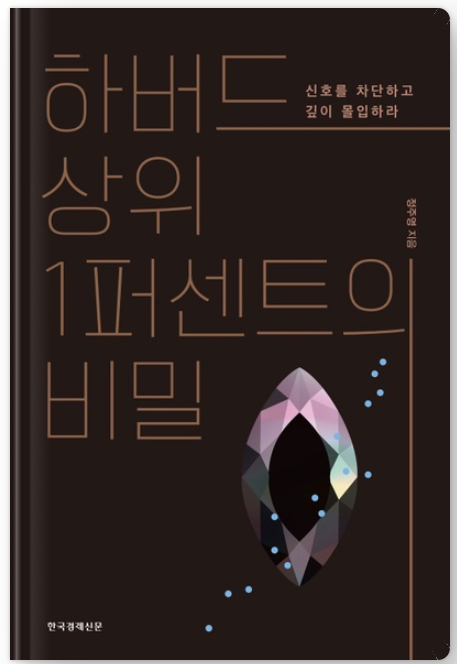 하버드
상위
1퍼센트의
비밀
신호를 차단하고
깊이 몰입하라
정주영 지음
한국경제신문